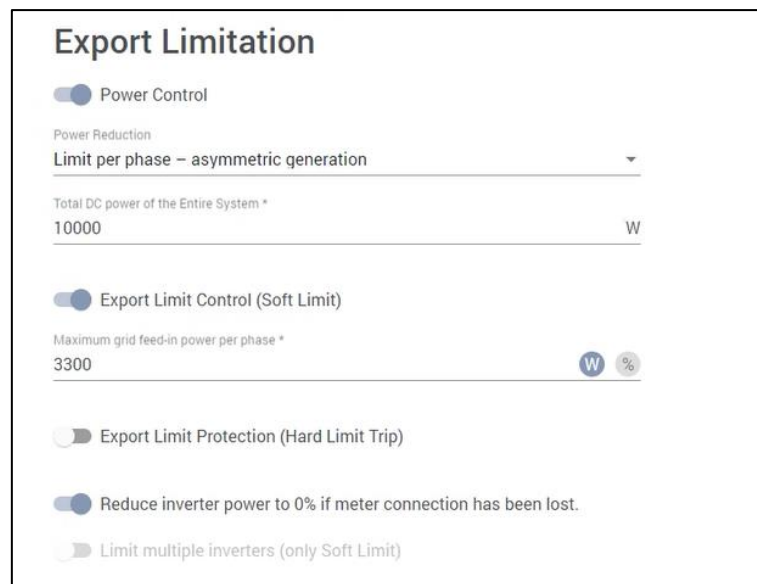 Export Limitation
Power Control
Power Reduction
Limit per phase – asymmetric generation
Total DC power of the Entire System *
10000 W
Export Limit Control (Soft Limit)
Maximum grid feed-in power per phase *
3300 W %
Export Limit Protection (Hard Limit Trip)
Reduce inverter power to 0% if meter connection has been lost.
Limit multiple inverters (only Soft Limit)